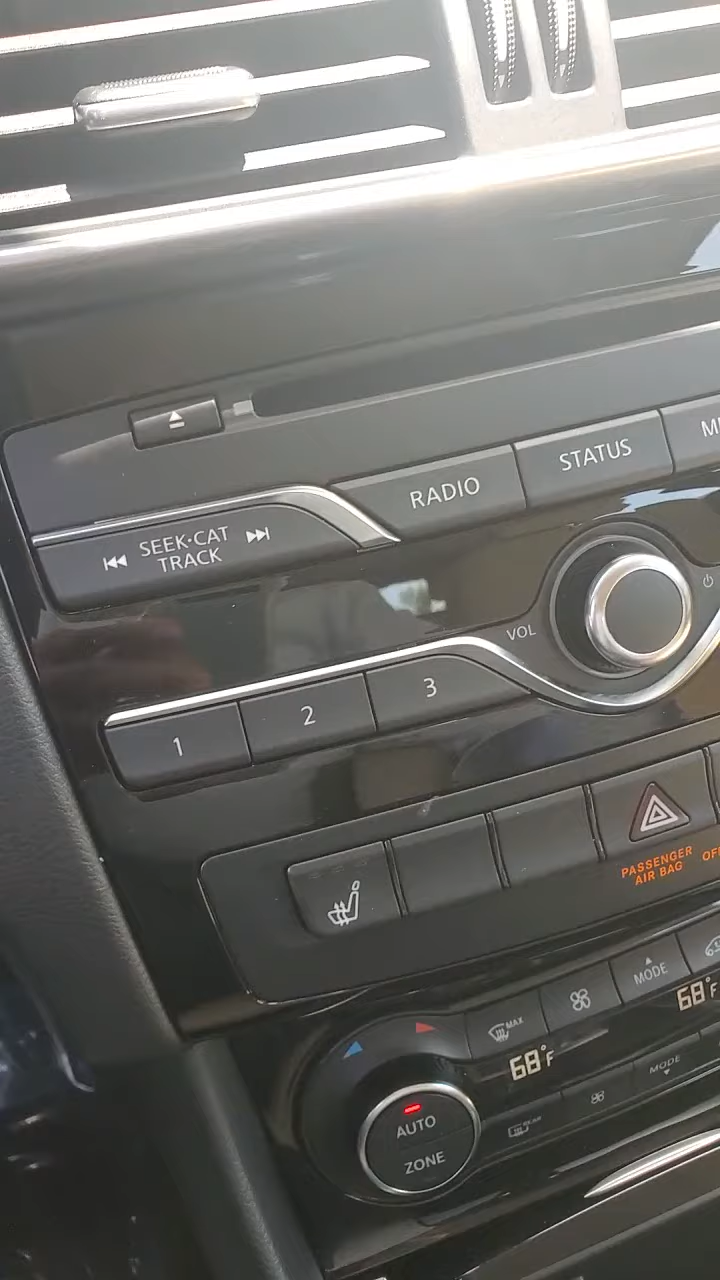 RADIO
STATUS
SEEK·CAT
TRACK
VOL
1
2
3
PASSENGER
AIR BAG
MODE
MAX
68°F
68°F
MODE
REAR
AUTO
ZONE